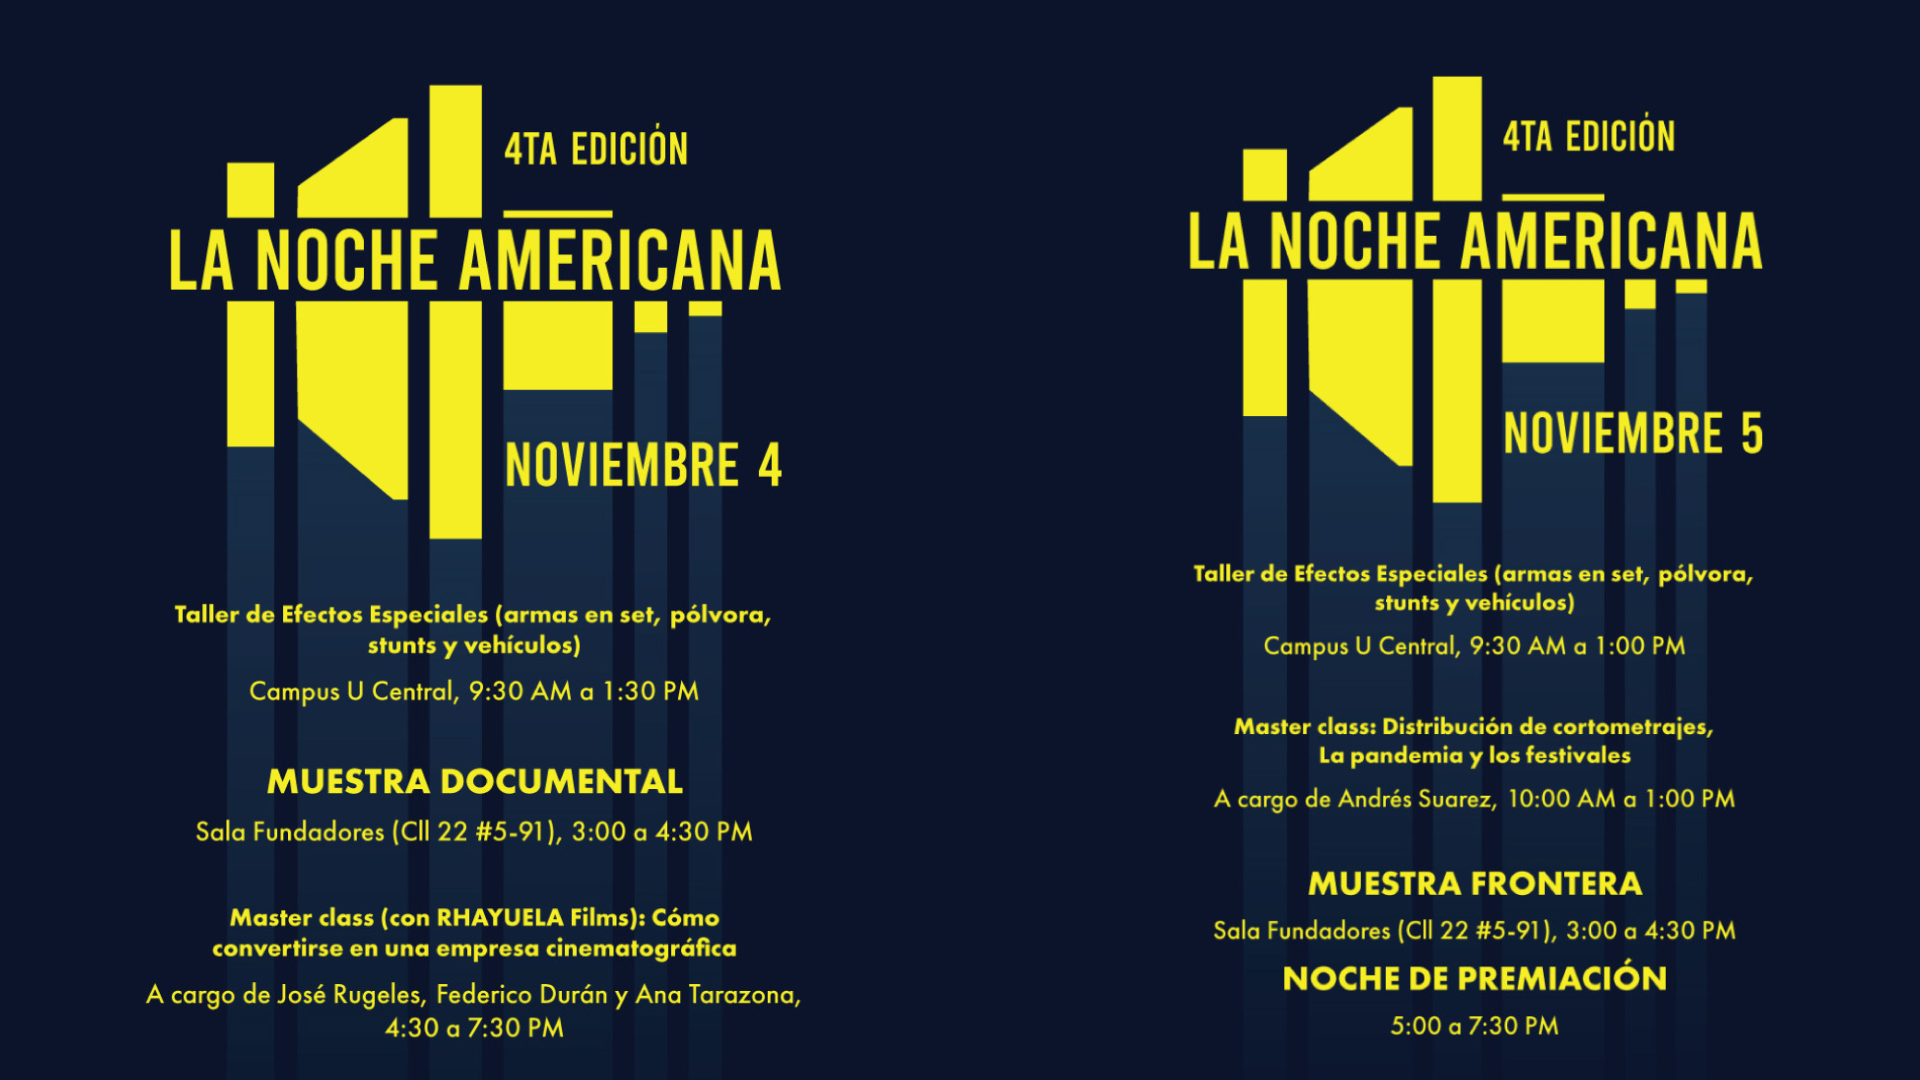 4TA EDICIÓN
LA NOCHE AMERICANA
NOVIEMBRE 4
Taller de Efectos Especiales (armas en set, pólvora,
stunts y vehículos)
Campus U Central, 9:30 AM a 1:30 PM
MUESTRA DOCUMENTAL
Sala Fundadores (Cll 22 #5-91), 3:00 a 4:30 PM
Master class (con RHAYUELA Films): Cómo
convertirse en una empresa cinematográfica
A cargo de José Rugeles, Federico Durán y Ana Tarazona,
4:30 a 7:30 PM
4TA EDICIÓN
LA NOCHE AMERICANA
NOVIEMBRE 5
Taller de Efectos Especiales (armas en set, pólvora,
stunts y vehículos)
Campus U Central, 9:30 AM a 1:00 PM
Master class: Distribución de cortometrajes,
La pandemia y los festivales
A cargo de Andrés Suarez, 10:00 AM a 1:00 PM
MUESTRA FRONTERA
Sala Fundadores (Cll 22 #5-91), 3:00 a 4:30 PM
NOCHE DE PREMIACIÓN
5:00 a 7:30 PM